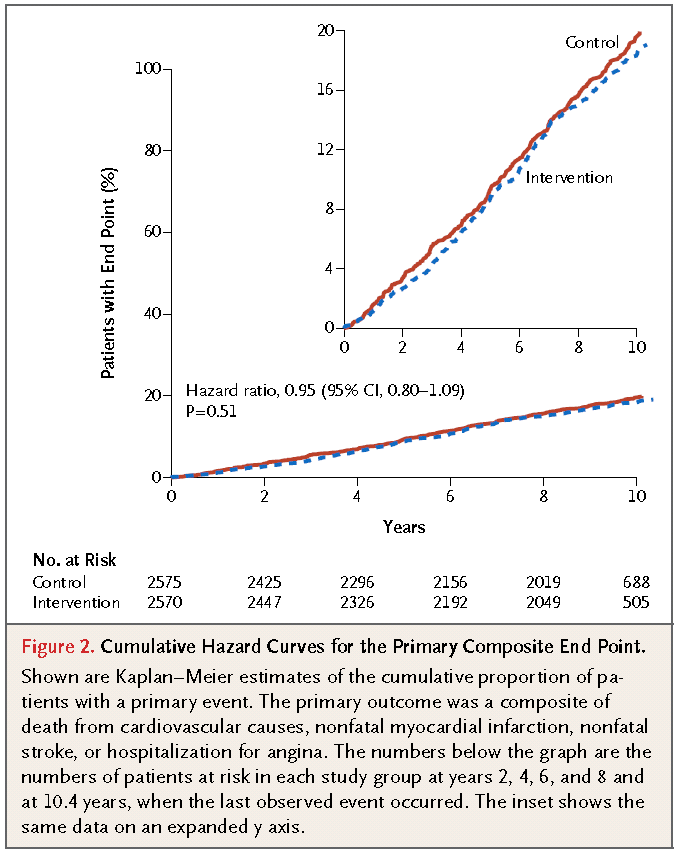 20
Control
100
16
80
12
Patients with End Point (%)
Intervention
8
60
4
40
0
0 2 4 6 8 10
Hazard ratio, 0.95 (95% CI, 0.80–1.09)
20
P=0.51
0
0 2 4 6 8 10
Years
No. at Risk
Control 2575 2425 2296 2156 2019 688
Intervention 2570 2447 2326 2192 2049 505
Figure 2. Cumulative Hazard Curves for the Primary Composite End Point.
Shown are Kaplan–Meier estimates of the cumulative proportion of pa-
tients with a primary event. The primary outcome was a composite of
death from cardiovascular causes, nonfatal myocardial infarction, nonfatal
stroke, or hospitalization for angina. The numbers below the graph are the
numbers of patients at risk in each study group at years 2, 4, 6, and 8 and
at 10.4 years, when the last observed event occurred. The inset shows the
same data on an expanded y axis.